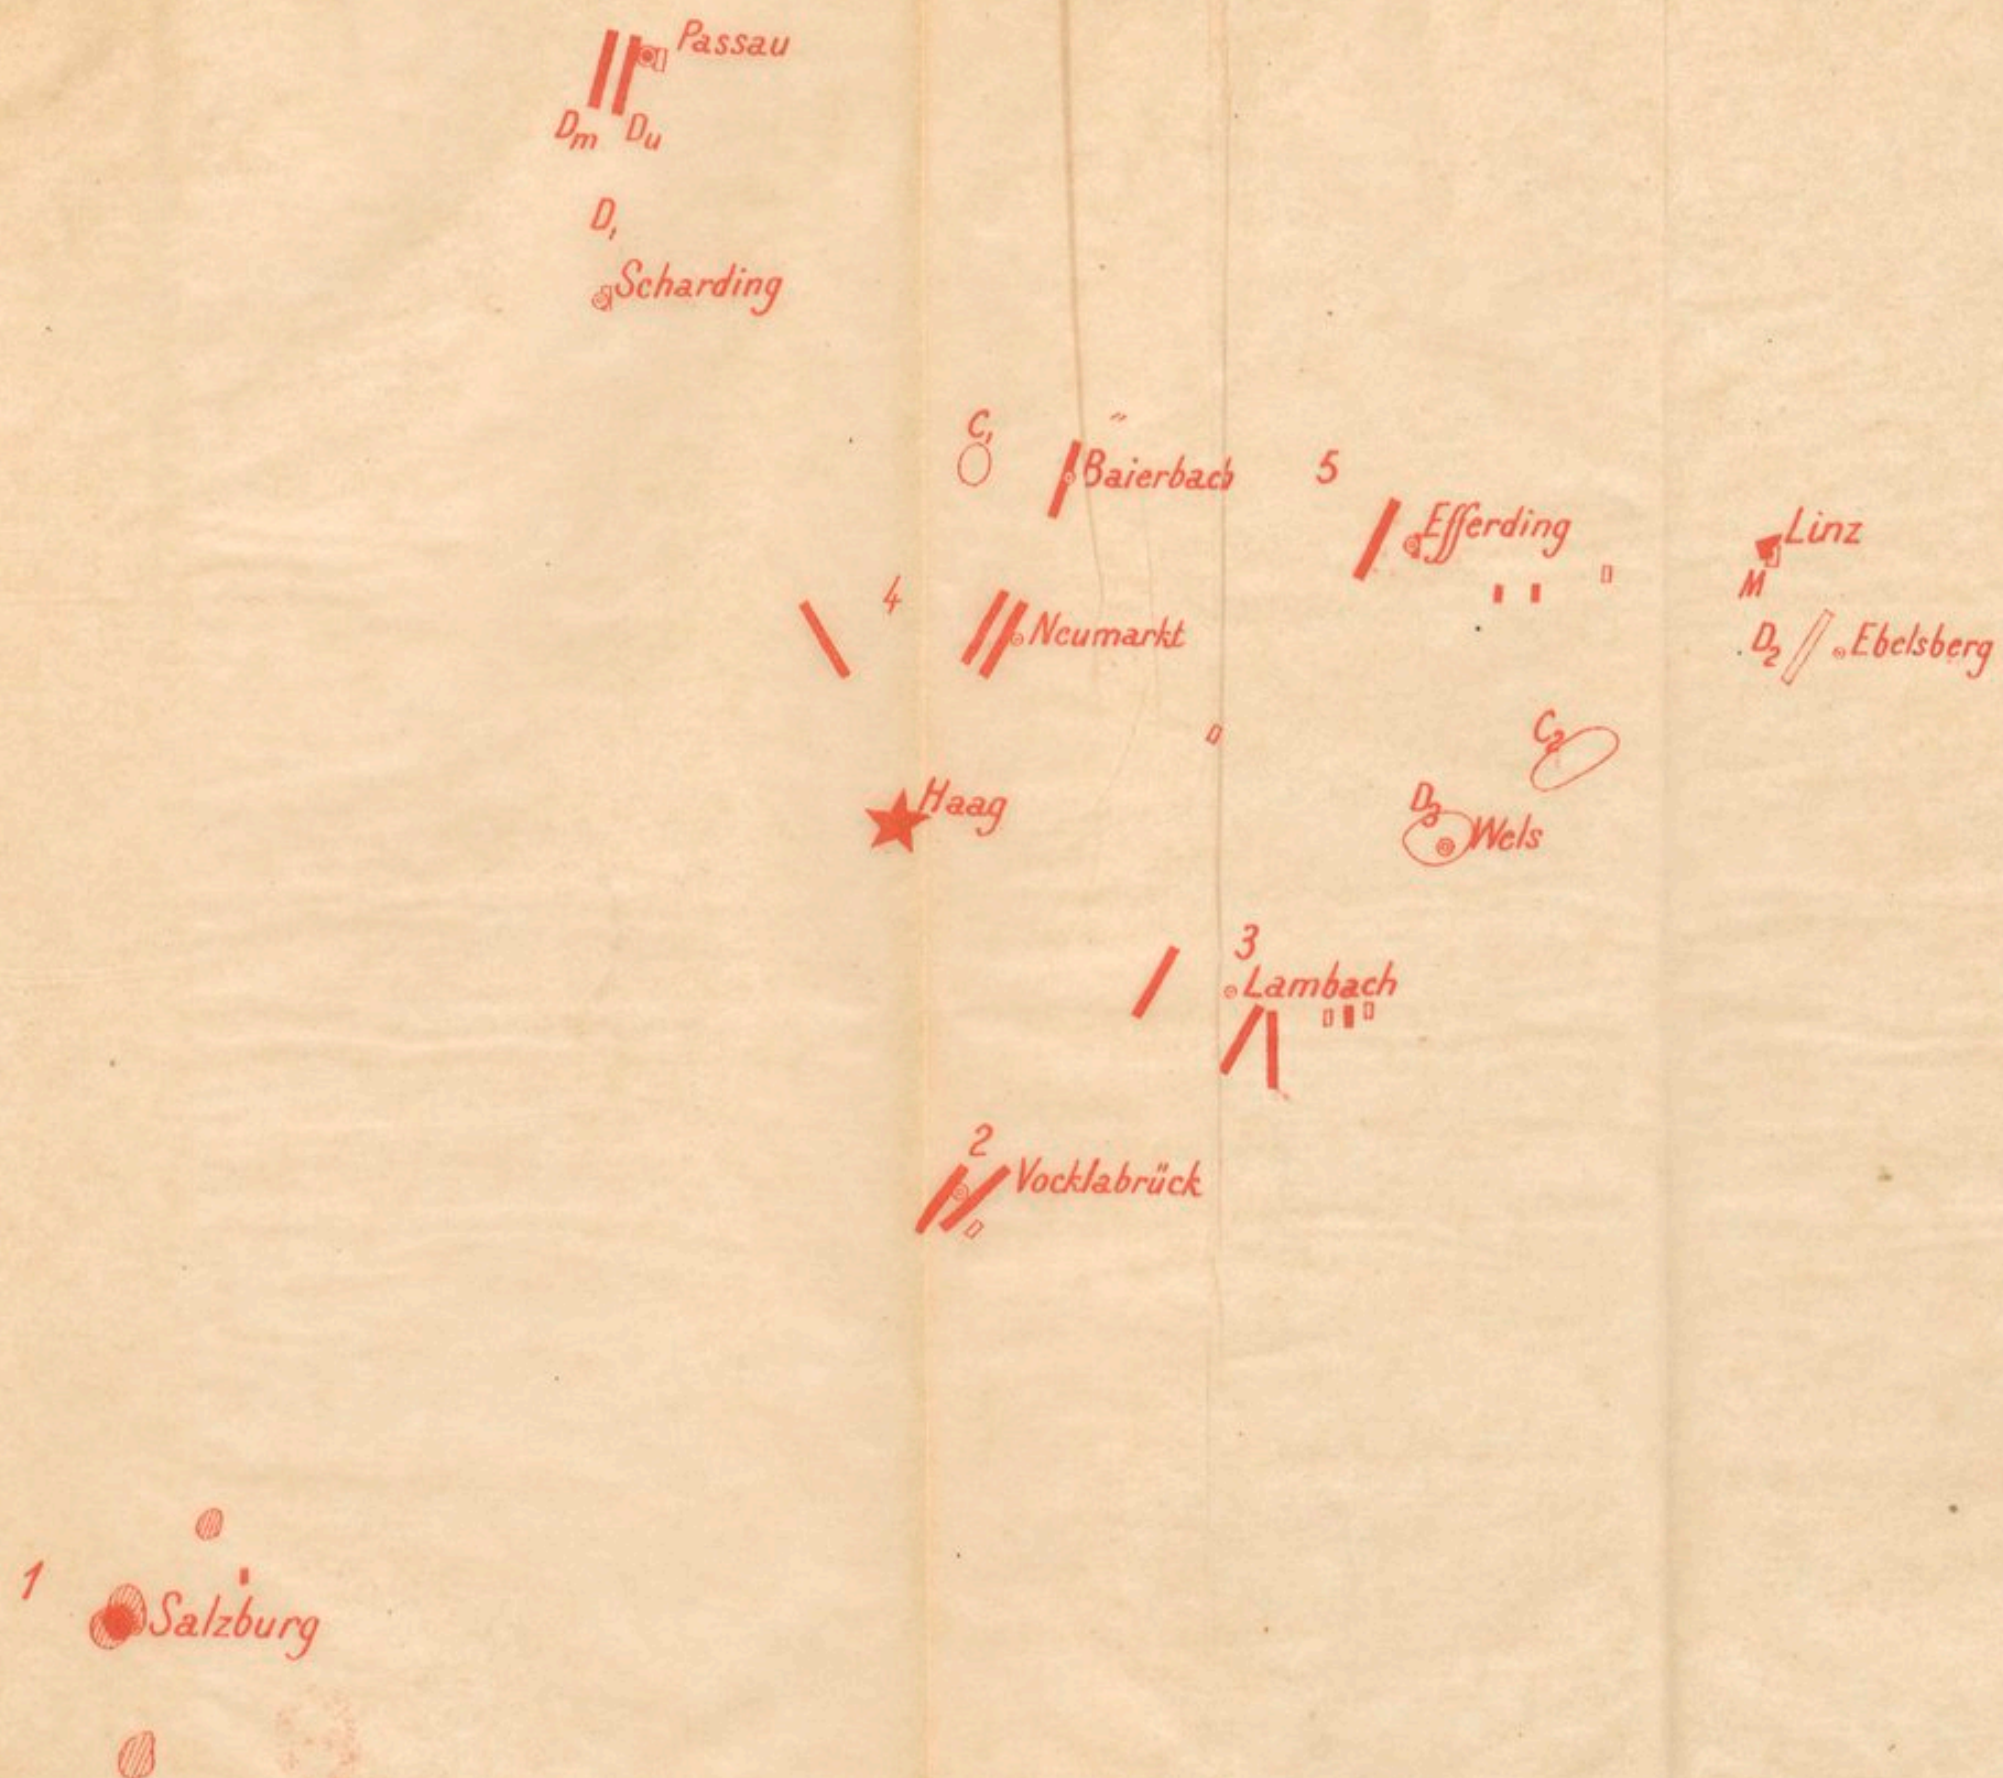 Passau
Dm Du
D,
Scharding
C,
Baierbach
5
Efferding
Linz
M
4
Neumarkt
D2
Ebelsberg
C2
Haag
D3
Wels
3
Lambach
2
Vocklabrück
1
Salzburg